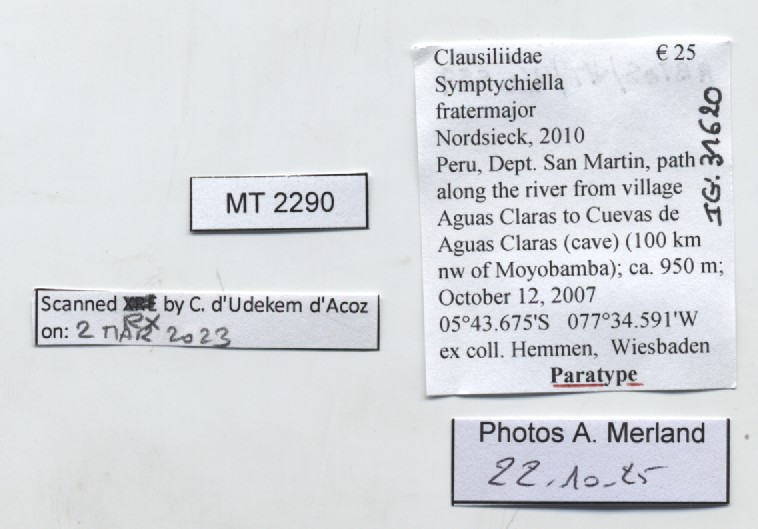 Clausiliidae € 25
Symptychiella
fratermajor
Nordsieck, 2010
Peru, Dept. San Martin, path
along the river from village
Aguas Claras to Cuevas de
Aguas Claras (cave) (100 km
nw of Moyobamba); ca. 950 m;
October 12, 2007
05°43.675'S 077°34.591'W
ex coll. Hemmen, Wiesbaden
Paratype
IG. 31620
MT 2290
Scanned by C. d'Udekem d'Acoz
RX
on: 2 MAR 2023
Photos A. Merland
22.10.25